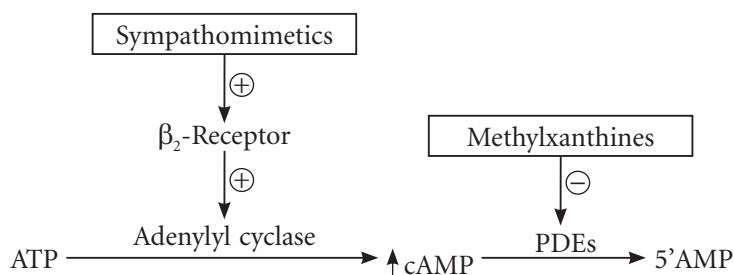 Sympathomimetics
+
β₂-Receptor
Methylxanthines
+
−
Adenylyl cyclase
PDEs
ATP
cAMP
5’AMP